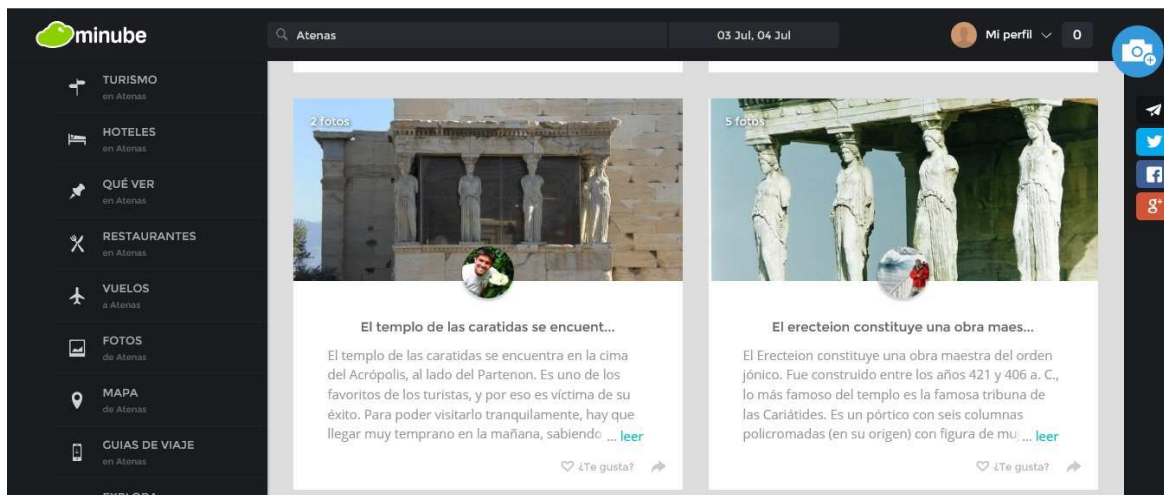 minube
Atenas
03 Jul, 04 Jul
Mi perfil
0
TURISMO
en Atenas
HOTELES
en Atenas
QUÉ VER
en Atenas
RESTAURANTES
en Atenas
VUELOS
a Atenas
FOTOS
de Atenas
MAPA
de Atenas
GUIAS DE VIAJE
en Atenas
EXPLORA
2 fotos
El templo de las caratidas se encuent...
El templo de las caratidas se encuentra en la cima
del Acrópolis, al lado del Partenon. Es uno de los
favoritos de los turistas, y por eso es víctima de su
éxito. Para poder visitarlo tranquilamente, hay que
llegar muy temprano en la mañana, sabiendo ... leer
¿Te gusta?
5 fotos
El erecteion constituye una obra maes...
El Erecteion constituye una obra maestra del orden
jónico. Fue construido entre los años 421 y 406 a. C.,
lo más famoso del templo es la famosa tribuna de
las Cariátides. Es un pórtico con seis columnas
policromadas (en su origen) con figura de mu... leer
¿Te gusta?
g+